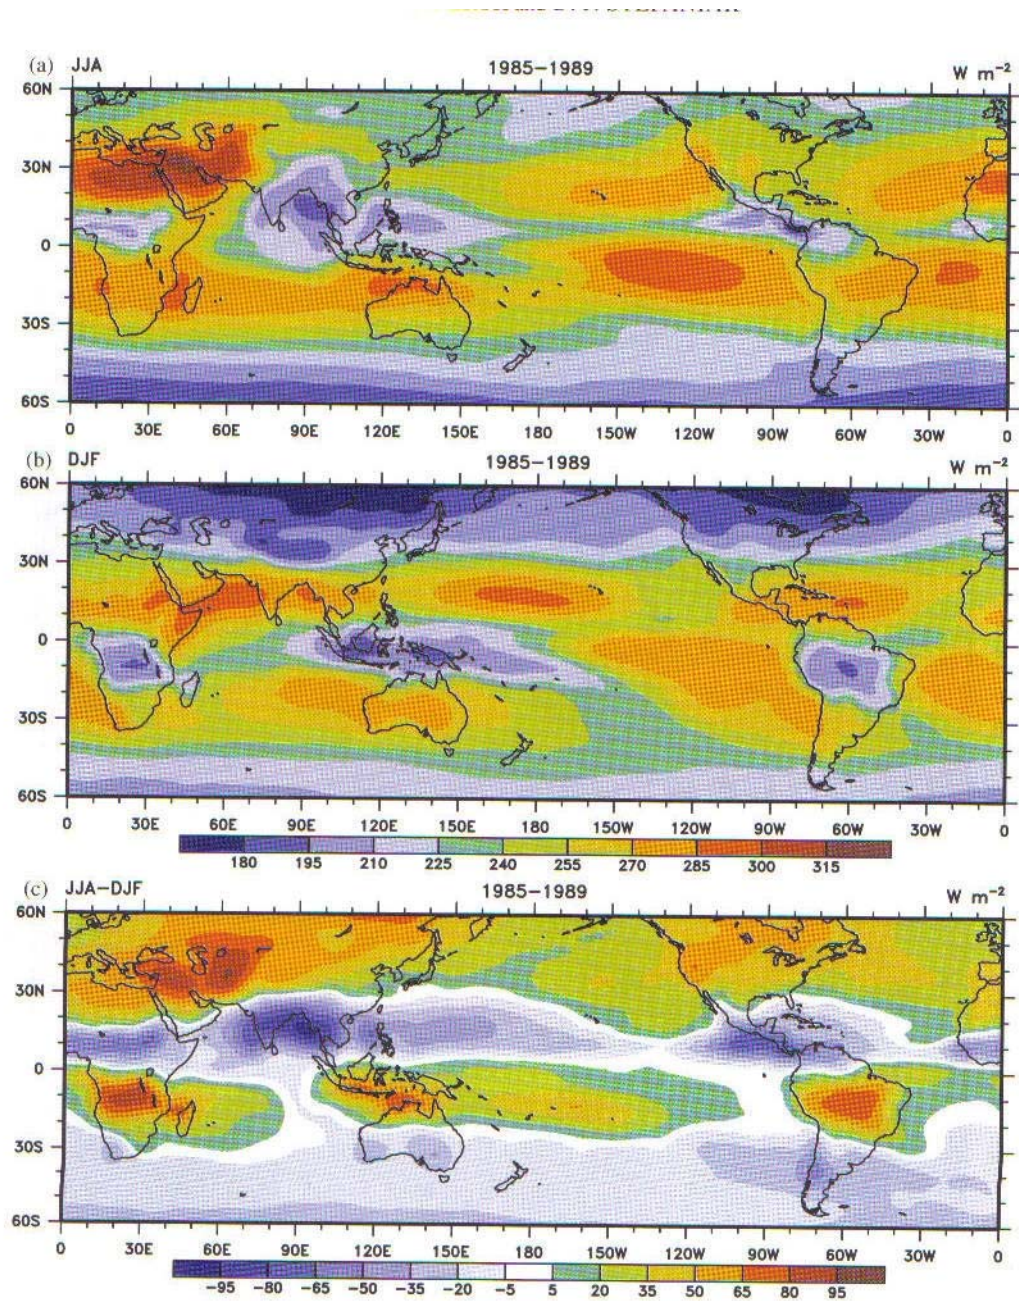 and
(a) JJA 1985–1989 W m−2
60N
30N
0
30S
60S
0 30E 60E 90E 120E 150E 180 150W 120W 90W 60W 30W 0
(b) DJF 1985–1989 W m−2
60N
30N
0
30S
60S
0 30E 60E 90E 120E 150E 180 150W 120W 90W 60W 30W 0
180 195 210 225 240 255 270 285 300 315
(c) JJA–DJF 1985–1989 W m−2
60N
30N
0
30S
60S
0 30E 60E 90E 120E 150E 180 150W 120W 90W 60W 30W 0
−95 −80 −65 −50 −35 −20 −5 5 20 35 50 65 80 95